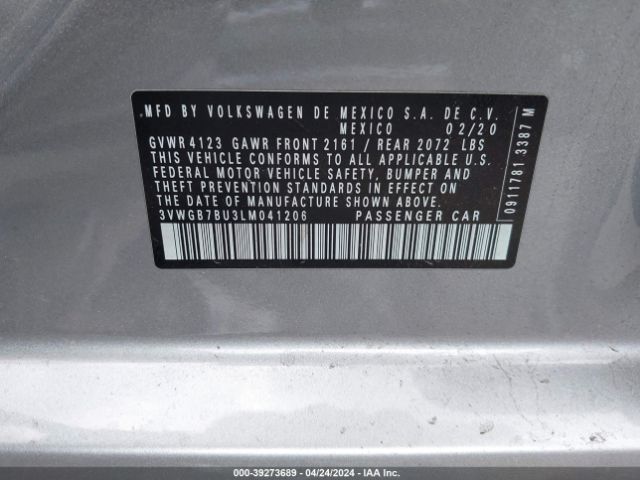 MFD BY VOLKSWAGEN DE MEXICO S.A. DE C.V.
MEXICO 02/20
GVWR 4123 GAWR FRONT 2161 / REAR 2072 LBS
THIS VEHICLE CONFORMS TO ALL APPLICABLE U.S.
FEDERAL MOTOR VEHICLE SAFETY, BUMPER AND
THEFT PREVENTION STANDARDS IN EFFECT ON
THE DATE OF MANUFACTURE SHOWN ABOVE.
3VWGB7BU3LM041206 PASSENGER CAR
0911781 3387 M
000-39273689 - 04/24/2024 - IAA Inc.